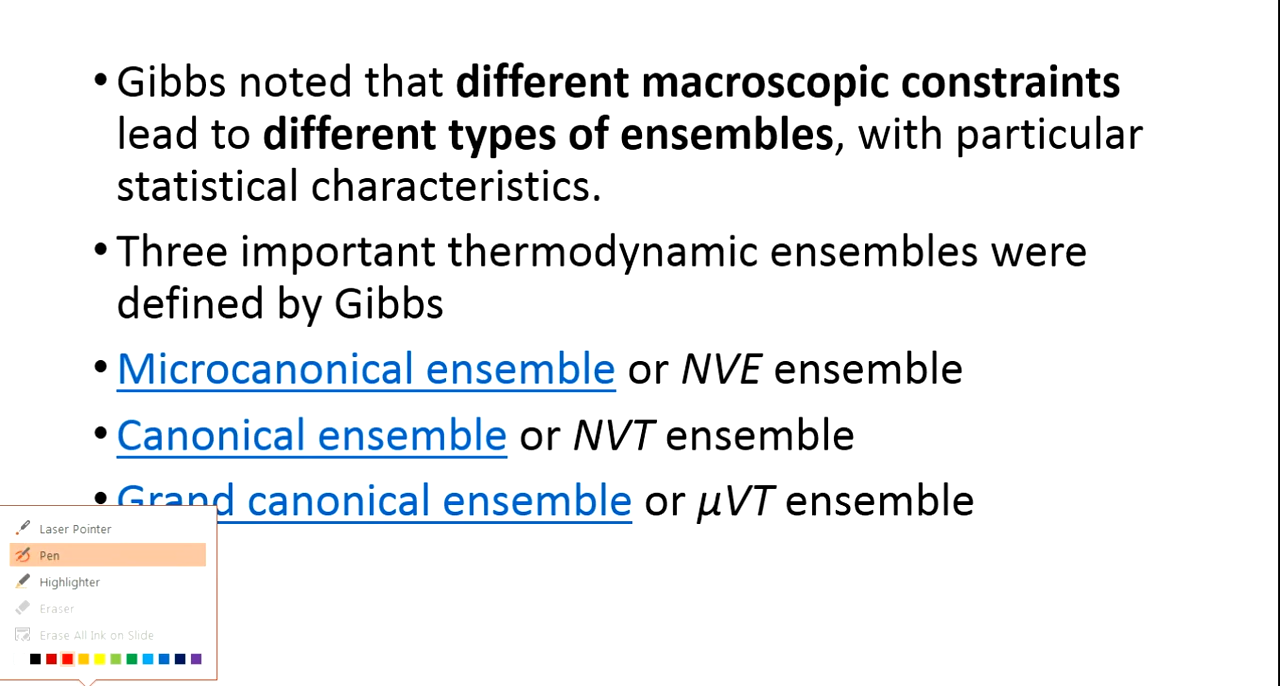 • Gibbs noted that different macroscopic constraints
lead to different types of ensembles, with particular
statistical characteristics.
• Three important thermodynamic ensembles were
defined by Gibbs
• Microcanonical ensemble or NVE ensemble
• Canonical ensemble or NVT ensemble
• Grand canonical ensemble or μVT ensemble
Laser Pointer
Pen
Highlighter
Eraser
Erase All Ink on Slide